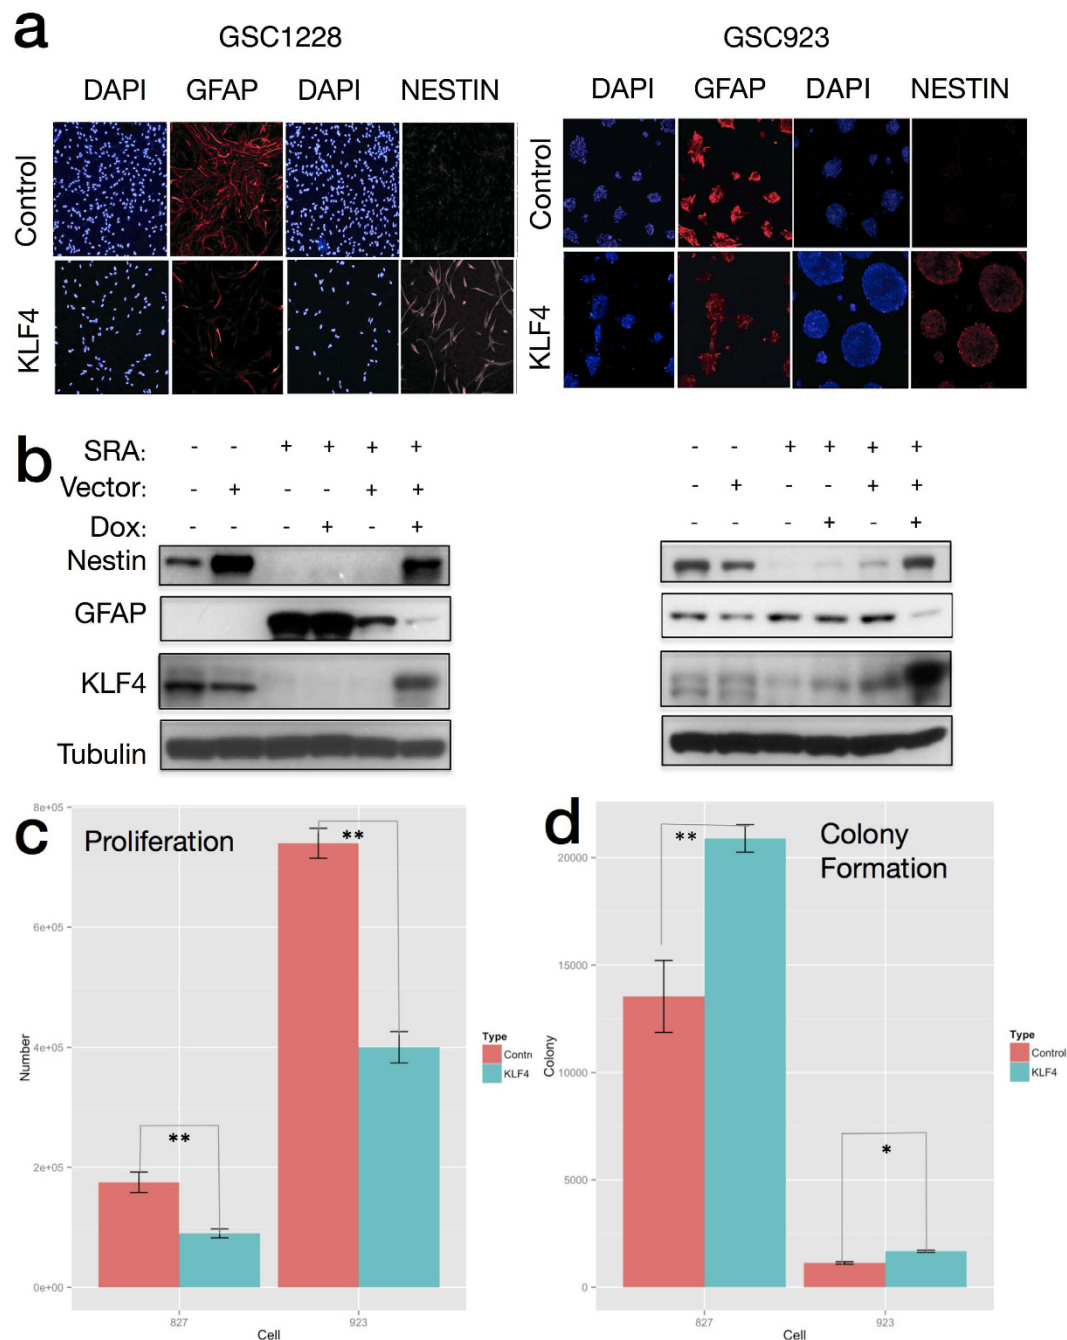 a
GSC1228
GSC923
DAPI GFAP DAPI NESTIN
DAPI GFAP DAPI NESTIN
Control
KLF4
Control
KLF4
b
SRA: - - + + + +
- - + + + +
Vector: - + - - + +
- + - - + +
Dox: - - - + - +
- - - + - +
Nestin
GFAP
KLF4
Tubulin
c
Proliferation
8e+05
6e+05
4e+05
2e+05
0e+00
Number
**
**
827
923
Cell
Type
Contr
KLF4
d
Colony
Formation
20000
15000
10000
5000
0
Colony
**
*
827
923
Cell
Type
Control
KLF4